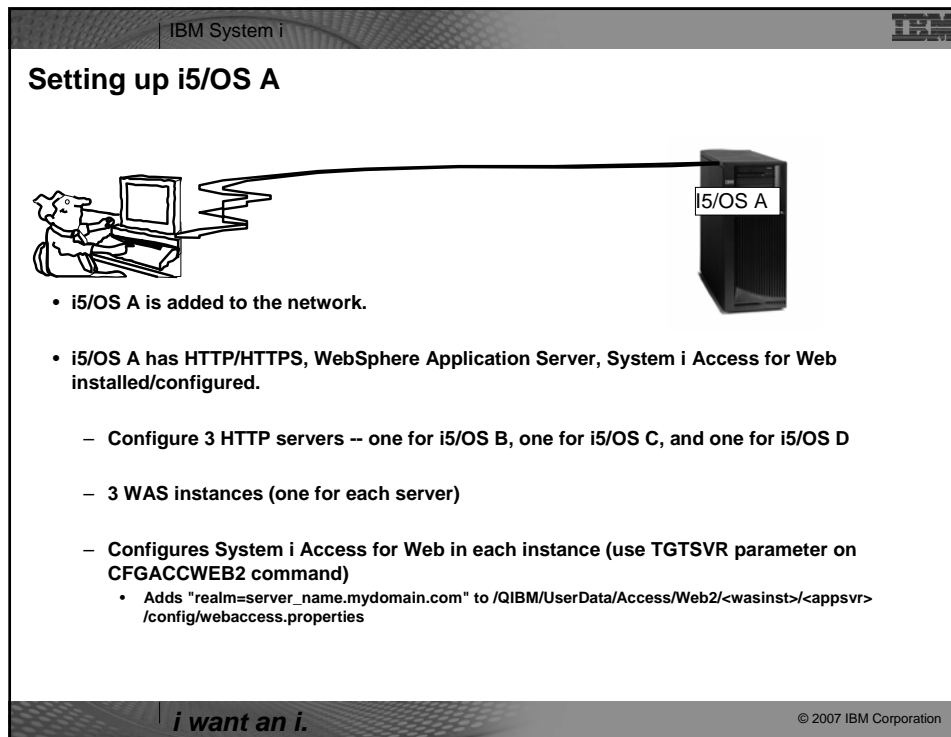 IBM System i
IBM
Setting up i5/OS A
I5/OS A
• i5/OS A is added to the network.
• i5/OS A has HTTP/HTTPS, WebSphere Application Server, System i Access for Web
installed/configured.
– Configure 3 HTTP servers -- one for i5/OS B, one for i5/OS C, and one for i5/OS D
– 3 WAS instances (one for each server)
– Configures System i Access for Web in each instance (use TGTSVR parameter on
CFGACCWEB2 command)
• Adds "realm=server_name.mydomain.com" to /QIBM/UserData/Access/Web2/<wasinst>/<appsvr>
/config/webaccess.properties
i want an i.
© 2007 IBM Corporation